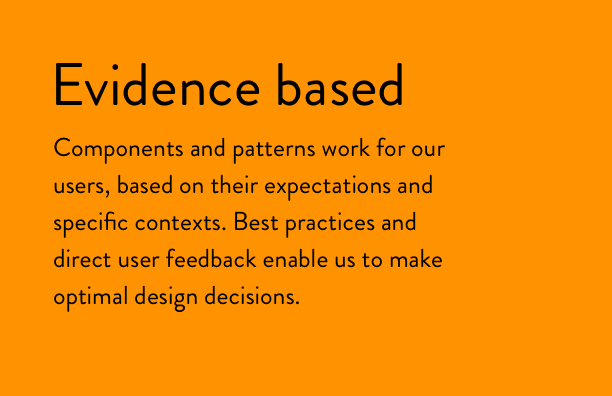 Evidence based
Components and patterns work for our
users, based on their expectations and
specific contexts. Best practices and
direct user feedback enable us to make
optimal design decisions.